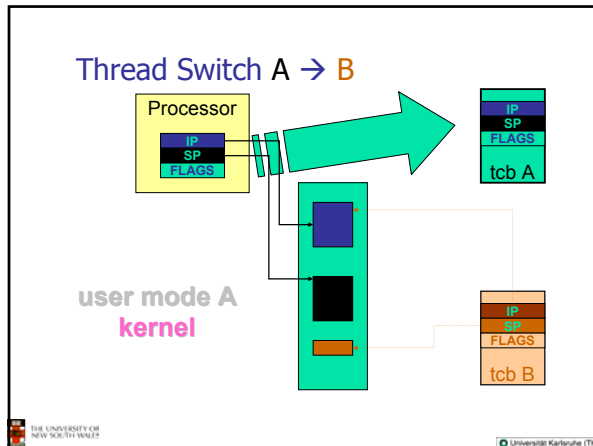 Thread Switch A → B
Processor
IP
SP
FLAGS
IP
SP
FLAGS
tcb A
user mode A
kernel
IP
SP
FLAGS
tcb B
THE UNIVERSITY OF
NEW SOUTH WALES
Universität Karlsruhe (TH